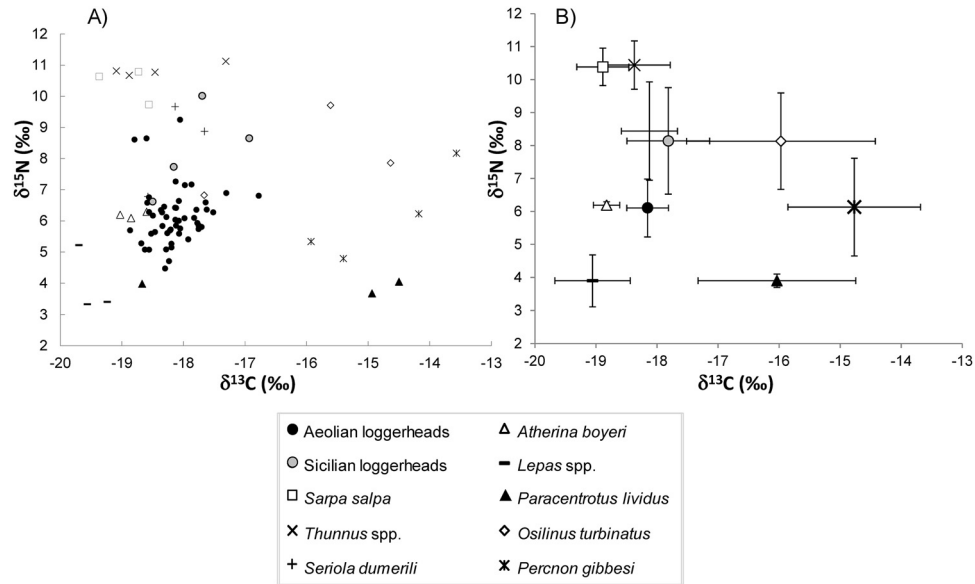 A)
12
11
10
9
8
7
6
5
4
3
2
δ¹⁵N (‰)
-20 -19 -18 -17 -16 -15 -14 -13
δ¹³C (‰)
B)
12
11
10
9
8
7
6
5
4
3
2
δ¹⁵N (‰)
-20 -19 -18 -17 -16 -15 -14 -13
δ¹³C (‰)
Aeolian loggerheads
Sicilian loggerheads
Sarpa salpa
Thunnus spp.
Seriola dumerili
Atherina boyeri
Lepas spp.
Paracentrotus lividus
Osilinus turbinatus
Percnon gibbesi